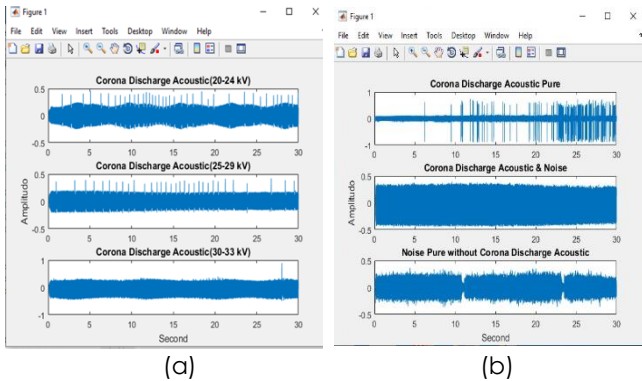 Figure 1
File Edit View Insert Tools Desktop Window Help
Corona Discharge Acoustic(20-24 kV)
0.5
0
-0.5
0 5 10 15 20 25 30
Corona Discharge Acoustic(25-29 kV)
Amplitudo
0.5
0
-0.5
0 5 10 15 20 25 30
Corona Discharge Acoustic(30-33 kV)
1
0
-1
0 5 10 15 20 25 30
Second
(a)
Figure 1
File Edit View Insert Tools Desktop Window Help
Corona Discharge Acoustic Pure
1
0
-1
0 5 10 15 20 25 30
Corona Discharge Acoustic & Noise
Amplitudo
0.5
0
-0.5
0 5 10 15 20 25 30
Noise Pure without Corona Discharge Acoustic
0.5
0
-0.5
0 5 10 15 20 25 30
Second
(b)